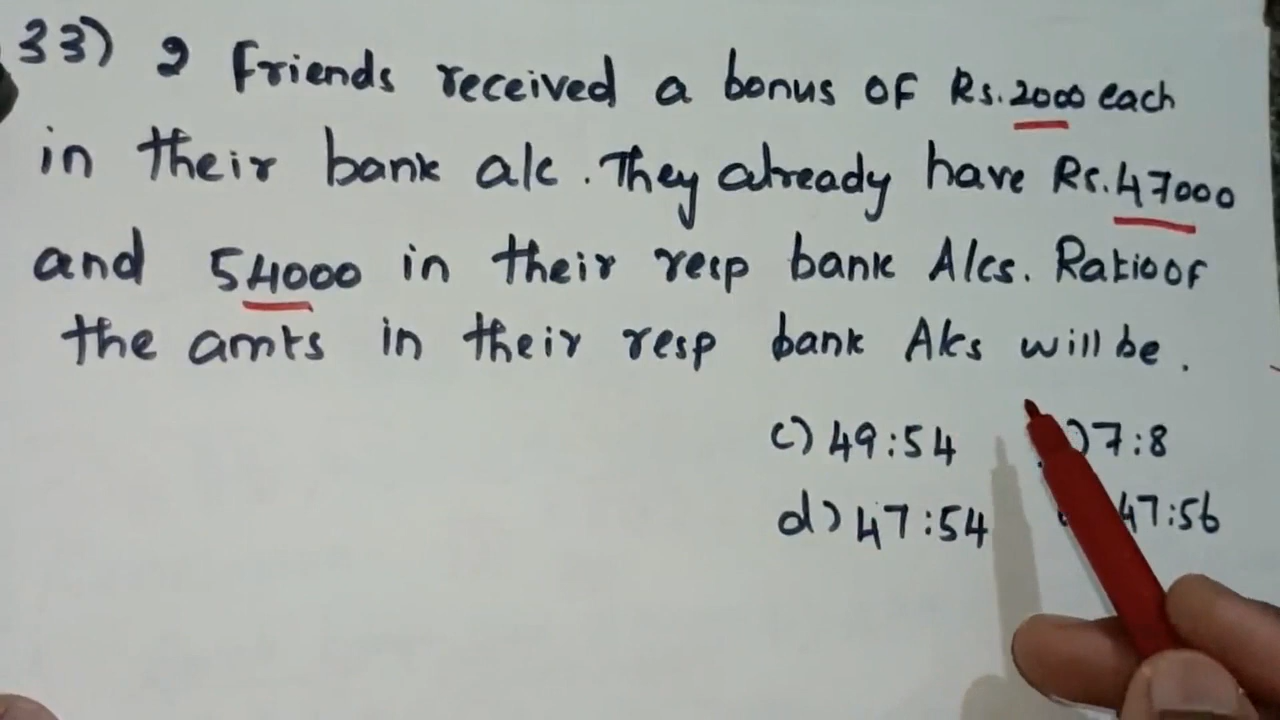 33) 2 Friends received a bonus of Rs.2000 each
in their bank a/c. They already have Rs.47000
and 54000 in their resp bank A/cs. Ratio of
the amts in their resp bank A/cs will be.
c) 49:54 )7:8
d) 47:54 47:56